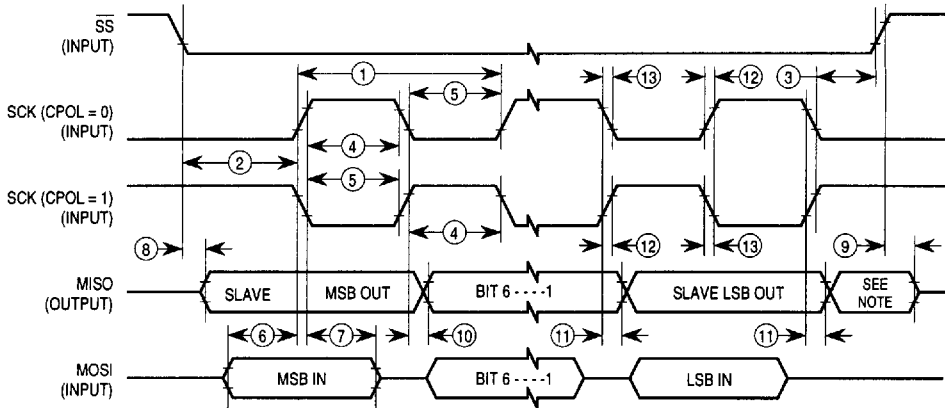 SS
(INPUT)
1
13
12
3
5
SCK (CPOL = 0)
(INPUT)
4
2
5
SCK (CPOL = 1)
(INPUT)
4
12
13
8
9
MISO
(OUTPUT)
SLAVE
MSB OUT
BIT 6 - - - - 1
SLAVE LSB OUT
SEE
NOTE
6
7
10
11
11
MOSI
(INPUT)
MSB IN
BIT 6 - - - - 1
LSB IN